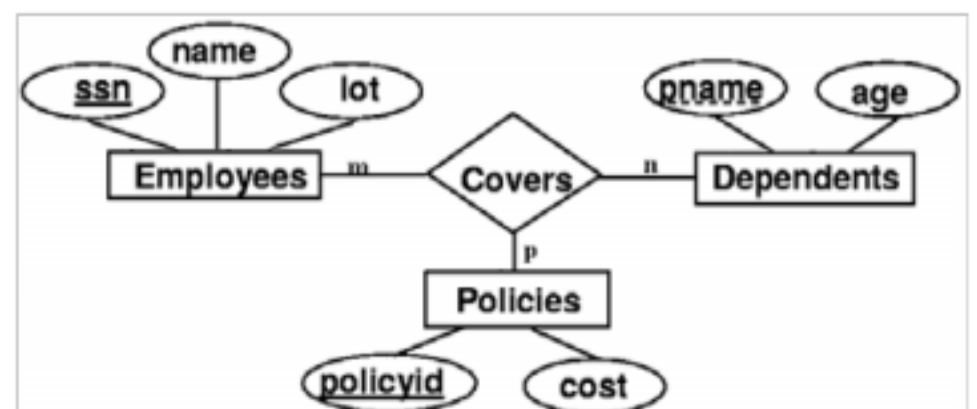 name
ssn
lot
pname
age
Employees
m
Covers
n
Dependents
p
Policies
policyid
cost